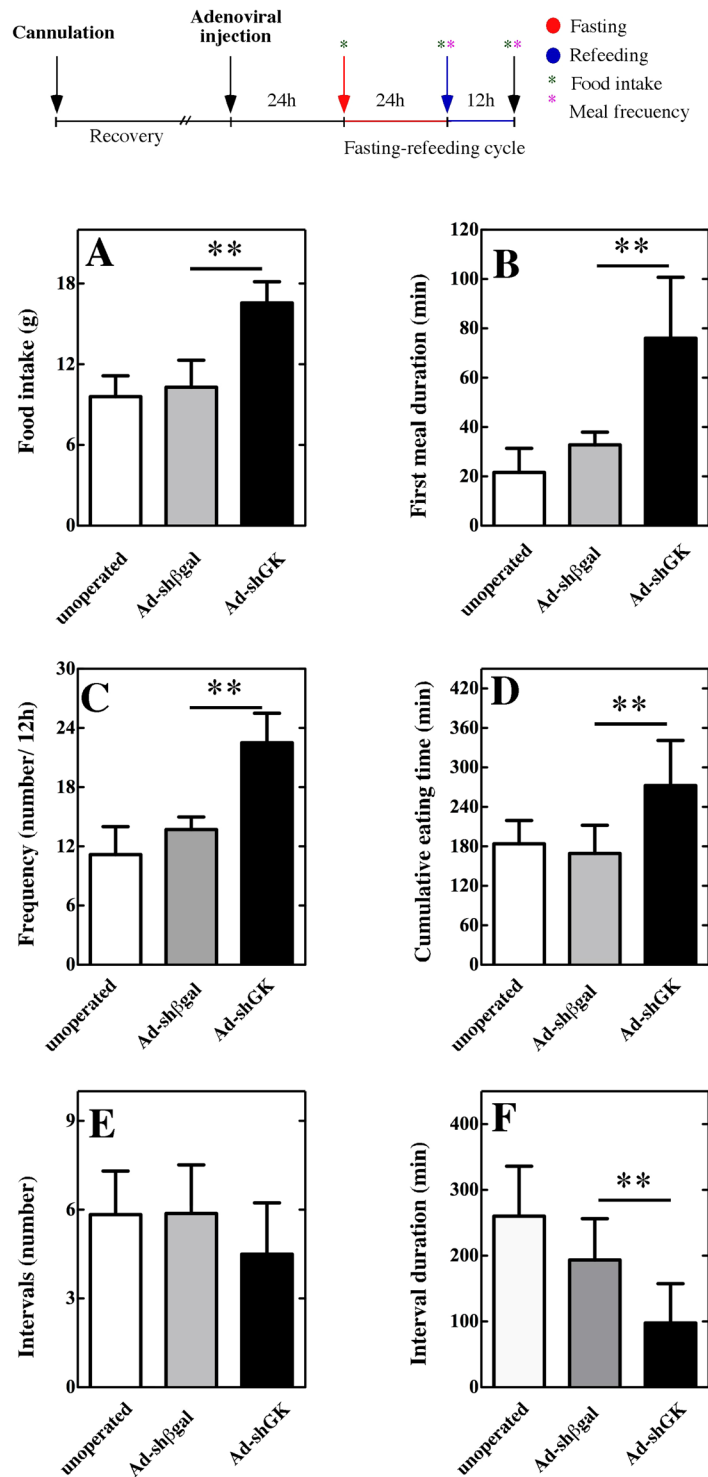 Cannulation
Adenoviral
injection
* ** **
24h 24h 12h
Recovery
Fasting-refeeding cycle
Fasting
Refeeding
* Food intake
* Meal frecuency
A
**
Food intake (g)
18
12
6
0
unoperated
Ad-shβgal
Ad-shGK
B
**
First meal duration (min)
120
100
80
60
40
20
0
unoperated
Ad-shβgal
Ad-shGK
C
**
Frequency (number/ 12h)
30
24
18
12
6
0
unoperated
Ad-shβgal
Ad-shGK
D
**
Cumulative eating time (min)
420
360
300
240
180
120
60
0
unoperated
Ad-shβgal
Ad-shGK
E
Intervals (number)
9
6
3
0
unoperated
Ad-shβgal
Ad-shGK
F
**
Interval duration (min)
400
300
200
100
0
unoperated
Ad-shβgal
Ad-shGK